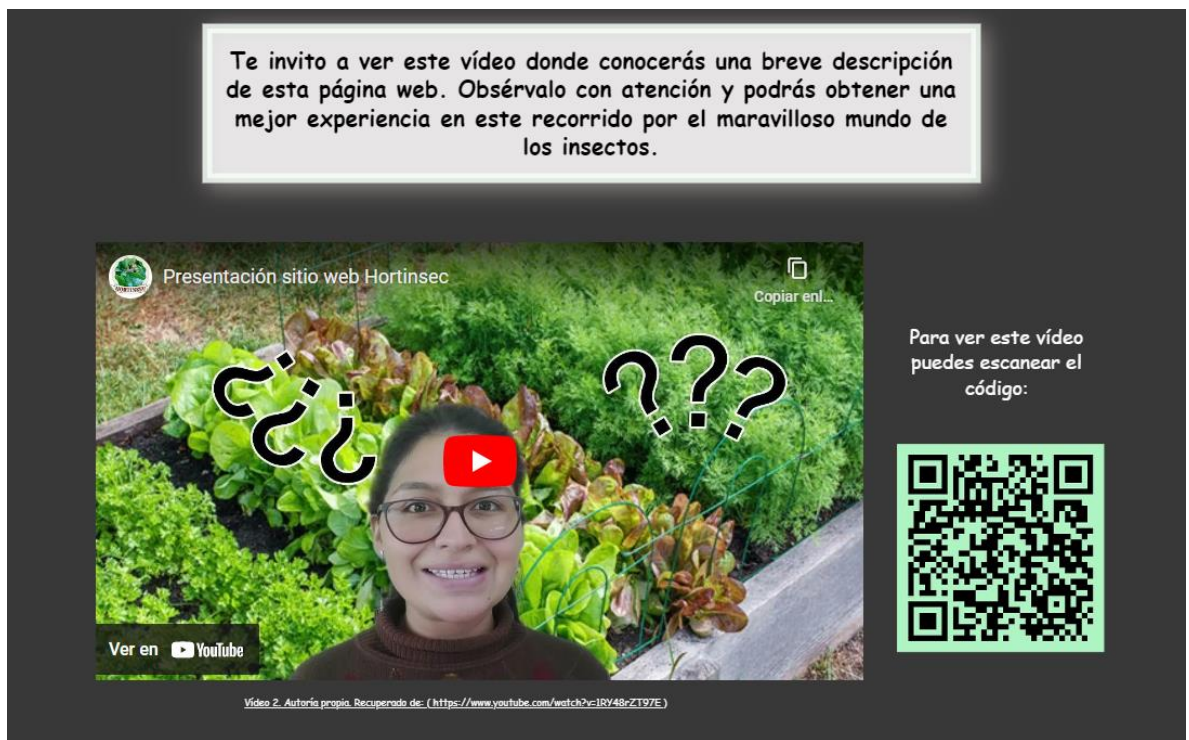 Te invito a ver este vídeo donde conocerás una breve descripción
de esta página web. Obsérvalo con atención y podrás obtener una
mejor experiencia en este recorrido por el maravilloso mundo de
los insectos.
Presentación sitio web Hortinsec
Copiar enl...
¿¿¿ ???
Para ver este vídeo
puedes escanear el
código:
Ver en YouTube
Vídeo 2. Autoría propia. Recuperado de: ( https://www.youtube.com/watch?v=1RY48rZT97E )